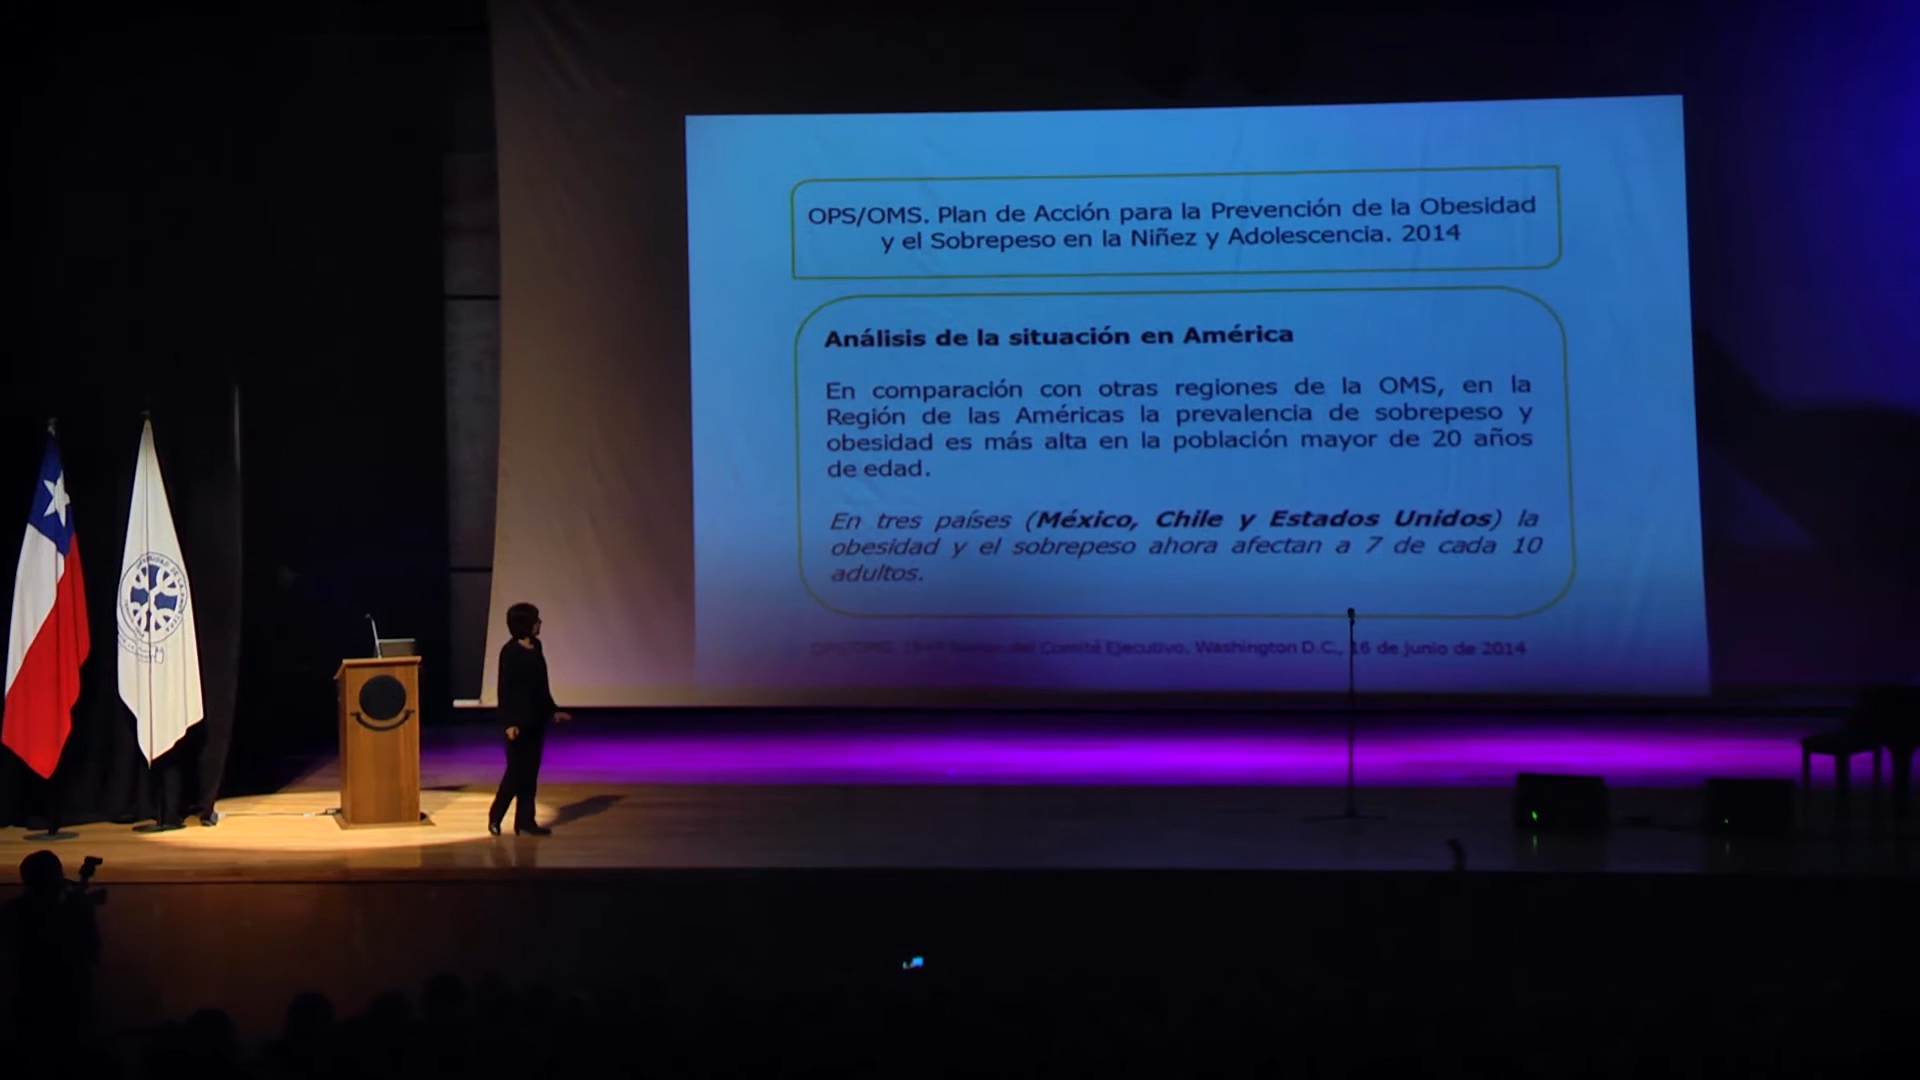 OPS/OMS. Plan de Acción para la Prevención de la Obesidad
y el Sobrepeso en la Niñez y Adolescencia. 2014
Análisis de la situación en América
En comparación con otras regiones de la OMS, en la
Región de las Américas la prevalencia de sobrepeso y
obesidad es más alta en la población mayor de 20 años
de edad.
En tres países (México, Chile y Estados Unidos) la
obesidad y el sobrepeso ahora afectan a 7 de cada 10
adultos.
del Comité Ejecutivo. Washington D.C., 16 de junio de 2014